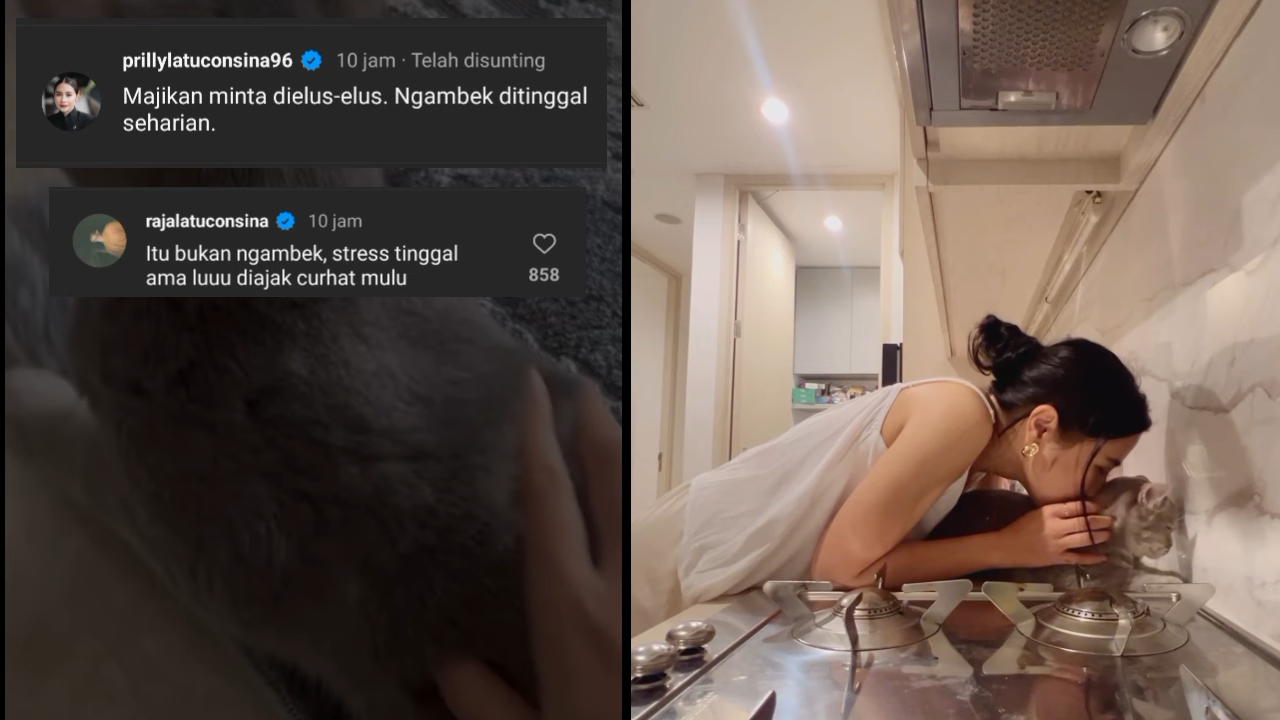 prillylatuconsina96 10 jam · Telah disunting
Majikan minta dielus-elus. Ngambek ditinggal
seharian.
rajalatuconsina 10 jam
Itu bukan ngambek, stress tinggal
ama luuu diajak curhat mulu
858